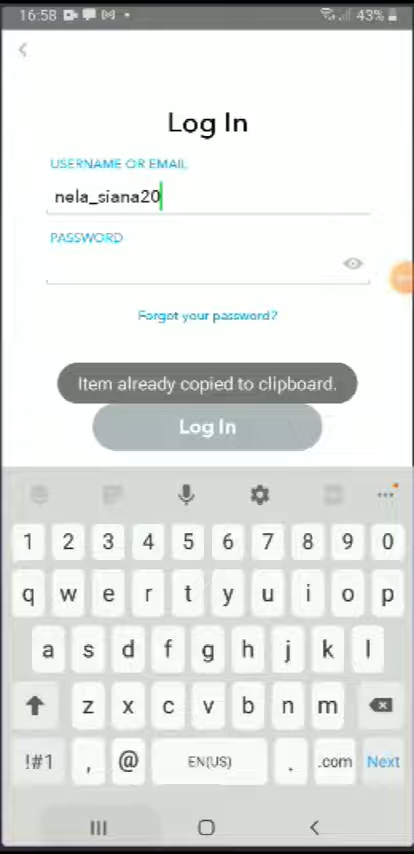 16:58 43%
Log In
USERNAME OR EMAIL
nela_siana20
PASSWORD
Forgot your password?
Item already copied to clipboard.
Log In
1 2 3 4 5 6 7 8 9 0
q w e r t y u i o p
a s d f g h j k l
z x c v b n m
!#1 , @ EN(US) . .com Next